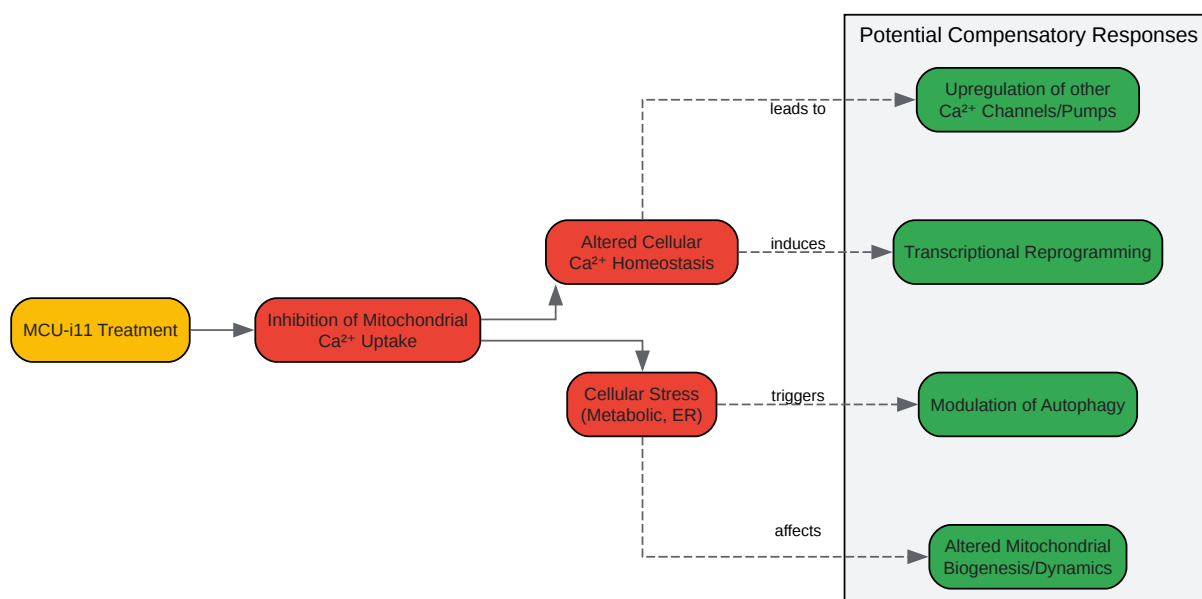 Potential Compensatory Responses
Upregulation of other
Ca²⁺ Channels/Pumps
leads to
Altered Cellular
Ca²⁺ Homeostasis
induces
Transcriptional Reprogramming
MCU-i11 Treatment
Inhibition of Mitochondrial
Ca²⁺ Uptake
Cellular Stress
(Metabolic, ER)
triggers
Modulation of Autophagy
affects
Altered Mitochondrial
Biogenesis/Dynamics